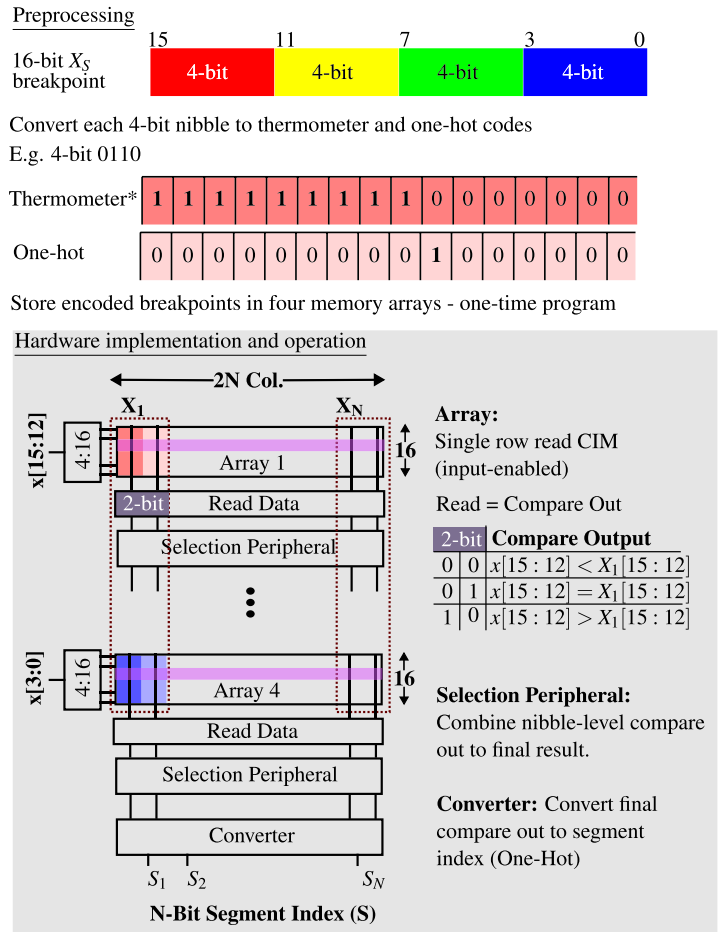 Preprocessing
15 11 7 3 0
16-bit X_S
breakpoint
4-bit 4-bit 4-bit 4-bit
Convert each 4-bit nibble to thermometer and one-hot codes
E.g. 4-bit 0110
Thermometer* 1 1 1 1 1 1 1 1 1 0 0 0 0 0 0 0
One-hot 0 0 0 0 0 0 0 0 0 1 0 0 0 0 0 0
Store encoded breakpoints in four memory arrays - one-time program
Hardware implementation and operation
2N Col.
X_1 X_N
x[15:12]
4:16
16
Array 1
2-bit Read Data
Selection Peripheral
x[3:0]
4:16
16
Array 4
Read Data
Selection Peripheral
Converter
S_1 S_2 S_N
N-Bit Segment Index (S)
Array:
Single row read CIM
(input-enabled)
Read = Compare Out
2-bit Compare Output
0 0 x[15 : 12] < X_1[15 : 12]
0 1 x[15 : 12] = X_1[15 : 12]
1 0 x[15 : 12] > X_1[15 : 12]
Selection Peripheral:
Combine nibble-level compare
out to final result.
Converter: Convert final
compare out to segment
index (One-Hot)